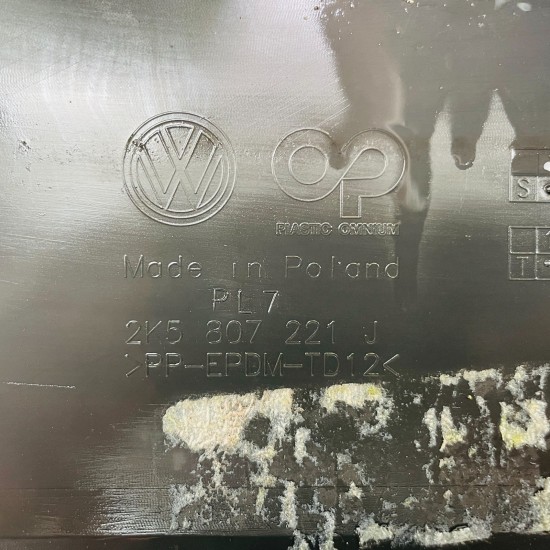 PLASTIC OMNIUM
Made in Poland
PL7
2K5 807 221 J
>PP-EPDM-TD12<
S
T